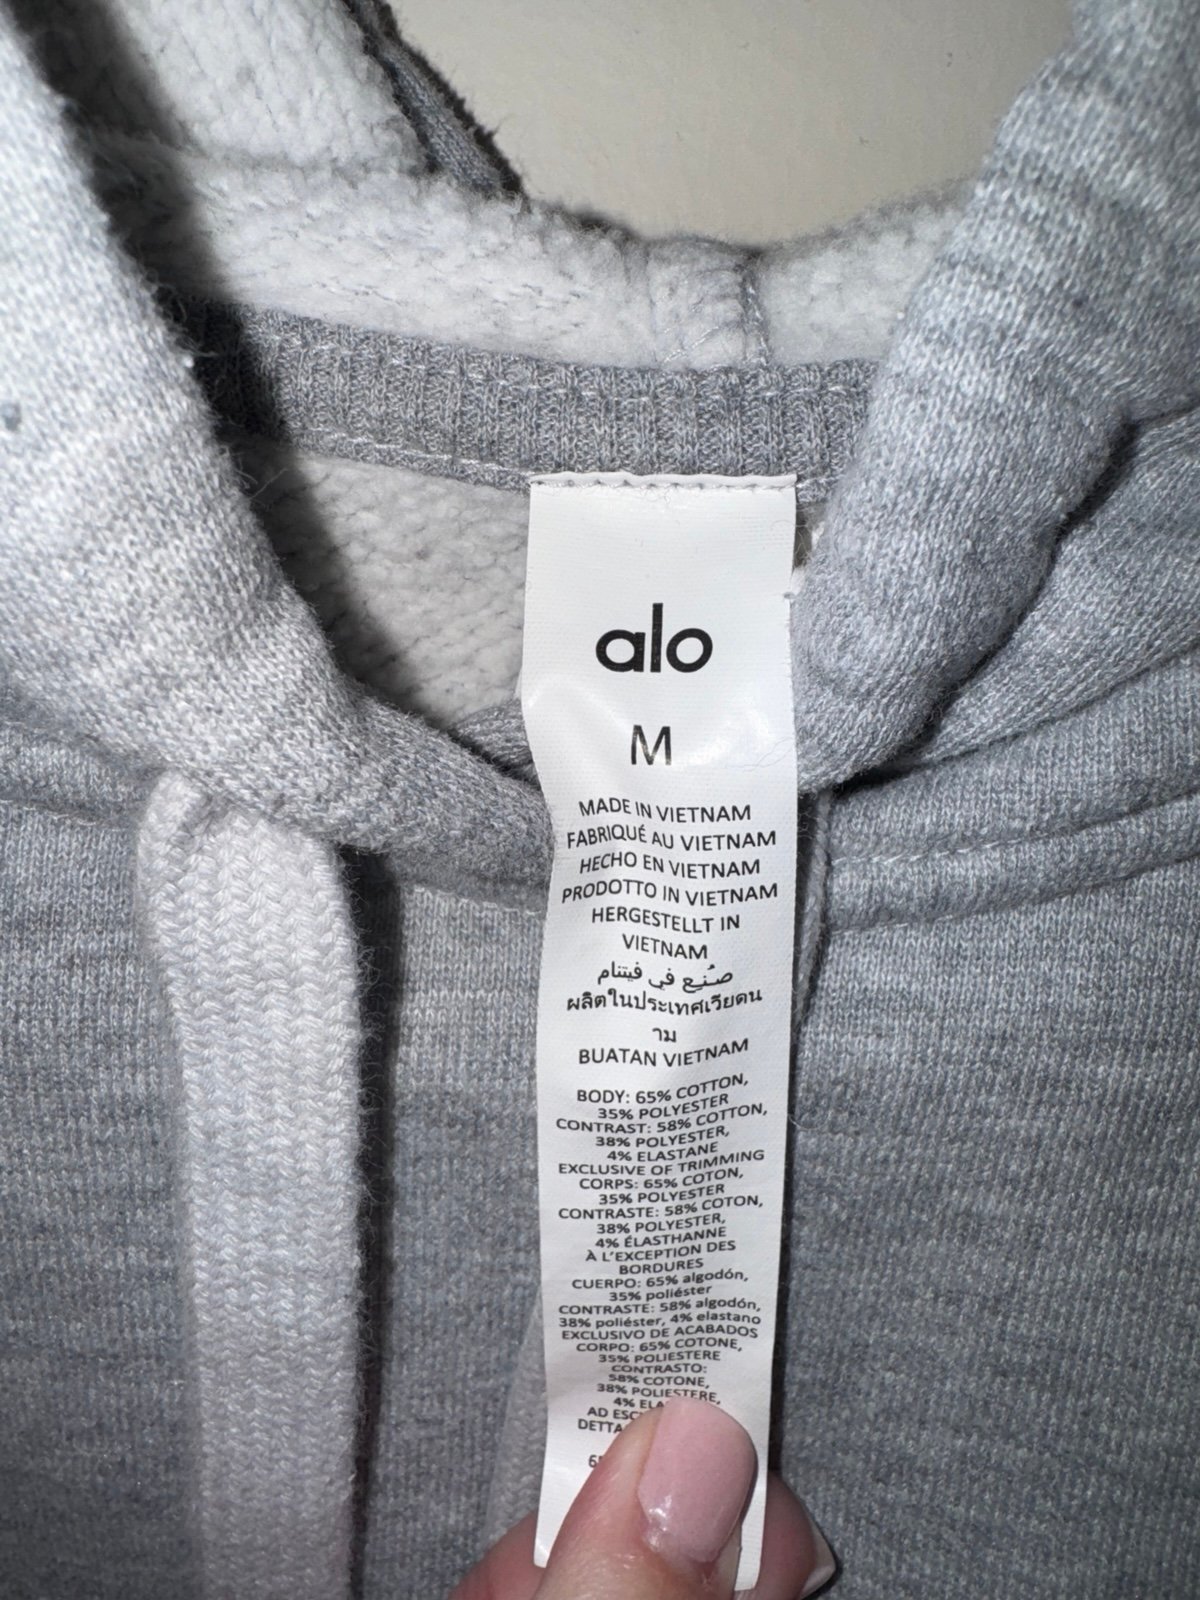 alo
M
MADE IN VIETNAM
FABRIQUÉ AU VIETNAM
HECHO EN VIETNAM
PRODOTTO IN VIETNAM
HERGESTELLT IN
VIETNAM
صُنِع في فيتنام
ผลิตในประเทศเวียดน
าม
BUATAN VIETNAM
BODY: 65% COTTON,
35% POLYESTER
CONTRAST: 58% COTTON,
38% POLYESTER,
4% ELASTANE
EXCLUSIVE OF TRIMMING
CORPS: 65% COTON,
35% POLYESTER
CONTRASTE: 58% COTON,
38% POLYESTER,
4% ÉLASTHANNE
À L'EXCEPTION DES
BORDURES
CUERPO: 65% algodón,
35% poliéster
CONTRASTE: 58% algodón,
38% poliéster, 4% elastano
EXCLUSIVO DE ACABADOS
CORPO: 65% COTONE,
35% POLIESTERE
CONTRASTO:
58% COTONE,
38% POLIESTERE,
4%
AD